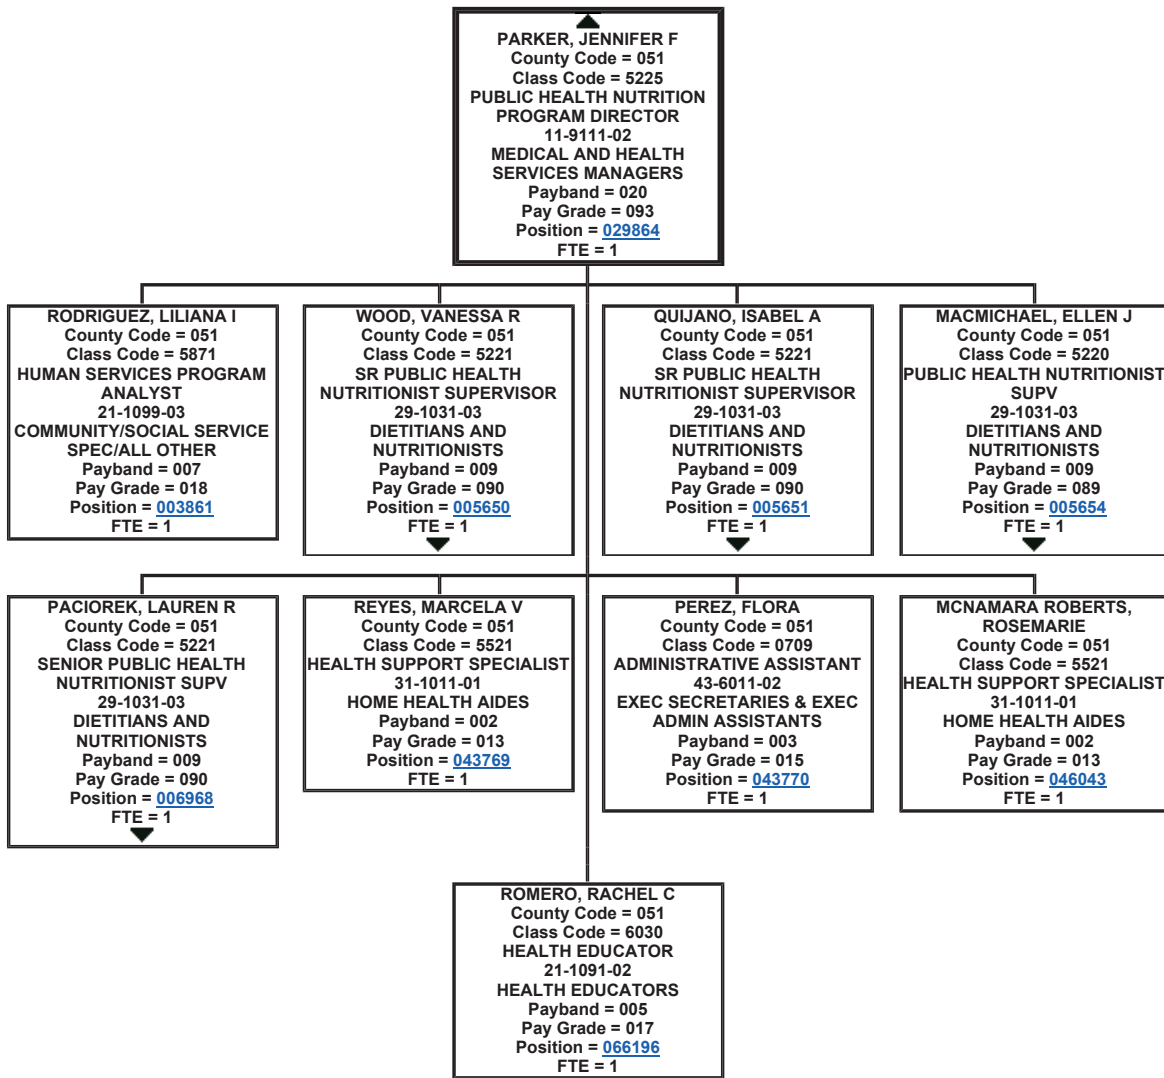 PARKER, JENNIFER F
County Code = 051
Class Code = 5225
PUBLIC HEALTH NUTRITION
PROGRAM DIRECTOR
11-9111-02
MEDICAL AND HEALTH
SERVICES MANAGERS
Payband = 020
Pay Grade = 093
Position = 029864
FTE = 1
RODRIGUEZ, LILIANA I
County Code = 051
Class Code = 5871
HUMAN SERVICES PROGRAM
ANALYST
21-1099-03
COMMUNITY/SOCIAL SERVICE
SPEC/ALL OTHER
Payband = 007
Pay Grade = 018
Position = 003861
FTE = 1
WOOD, VANESSA R
County Code = 051
Class Code = 5221
SR PUBLIC HEALTH
NUTRITIONIST SUPERVISOR
29-1031-03
DIETITIANS AND
NUTRITIONISTS
Payband = 009
Pay Grade = 090
Position = 005650
FTE = 1
QUIJANO, ISABEL A
County Code = 051
Class Code = 5221
SR PUBLIC HEALTH
NUTRITIONIST SUPERVISOR
29-1031-03
DIETITIANS AND
NUTRITIONISTS
Payband = 009
Pay Grade = 090
Position = 005651
FTE = 1
MACMICHAEL, ELLEN J
County Code = 051
Class Code = 5220
PUBLIC HEALTH NUTRITIONIST
SUPV
29-1031-03
DIETITIANS AND
NUTRITIONISTS
Payband = 009
Pay Grade = 089
Position = 005654
FTE = 1
PACIOREK, LAUREN R
County Code = 051
Class Code = 5221
SENIOR PUBLIC HEALTH
NUTRITIONIST SUPV
29-1031-03
DIETITIANS AND
NUTRITIONISTS
Payband = 009
Pay Grade = 090
Position = 006968
FTE = 1
REYES, MARCELA V
County Code = 051
Class Code = 5521
HEALTH SUPPORT SPECIALIST
31-1011-01
HOME HEALTH AIDES
Payband = 002
Pay Grade = 013
Position = 043769
FTE = 1
PEREZ, FLORA
County Code = 051
Class Code = 0709
ADMINISTRATIVE ASSISTANT
43-6011-02
EXEC SECRETARIES & EXEC
ADMIN ASSISTANTS
Payband = 003
Pay Grade = 015
Position = 043770
FTE = 1
MCNAMARA ROBERTS,
ROSEMARIE
County Code = 051
Class Code = 5521
HEALTH SUPPORT SPECIALIST
31-1011-01
HOME HEALTH AIDES
Payband = 002
Pay Grade = 013
Position = 046043
FTE = 1
ROMERO, RACHEL C
County Code = 051
Class Code = 6030
HEALTH EDUCATOR
21-1091-02
HEALTH EDUCATORS
Payband = 005
Pay Grade = 017
Position = 066196
FTE = 1